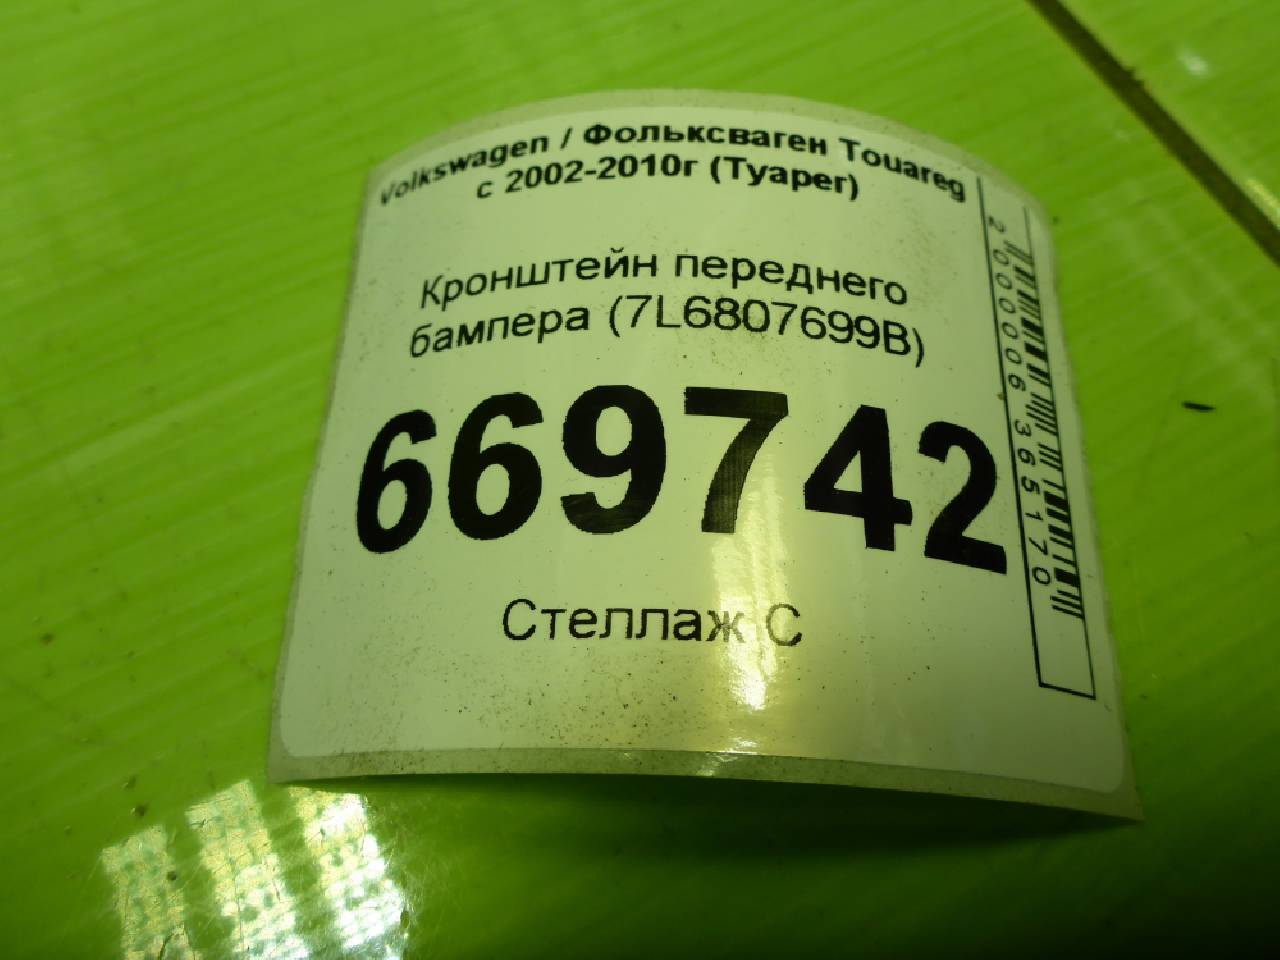 Volkswagen / Фольксваген Touareg
с 2002-2010г (Туарег)
Кронштейн переднего
бампера (7L6807699B)
669742
Стеллаж С
2000006365170